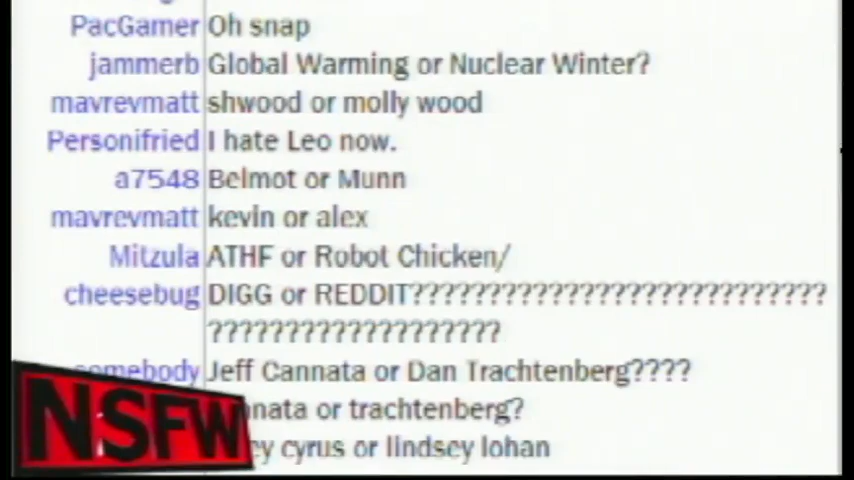 PacGamer Oh snap
jammerb Global Warming or Nuclear Winter?
mavrevmatt shwood or molly wood
Personifried I hate Leo now.
a7548 Belmot or Munn
mavrevmatt kevin or alex
Mitzula ATHF or Robot Chicken/
cheesebug DIGG or REDDIT???????????????????????????
???????????????????
somebody Jeff Cannata or Dan Trachtenberg????
or trachtenberg?
cyrus or lindsey lohan
NSFW